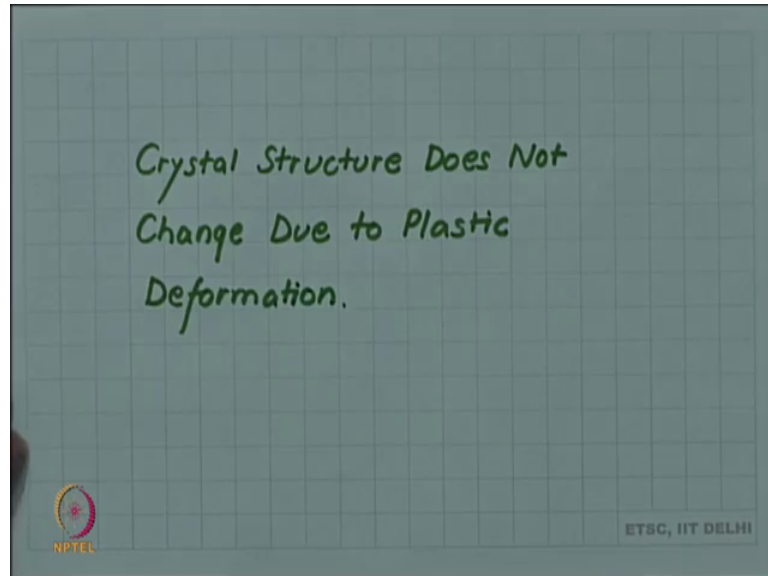 Crystal Structure Does Not
Change Due to Plastic
Deformation.
NPTEL
ETSC, IIT DELHI